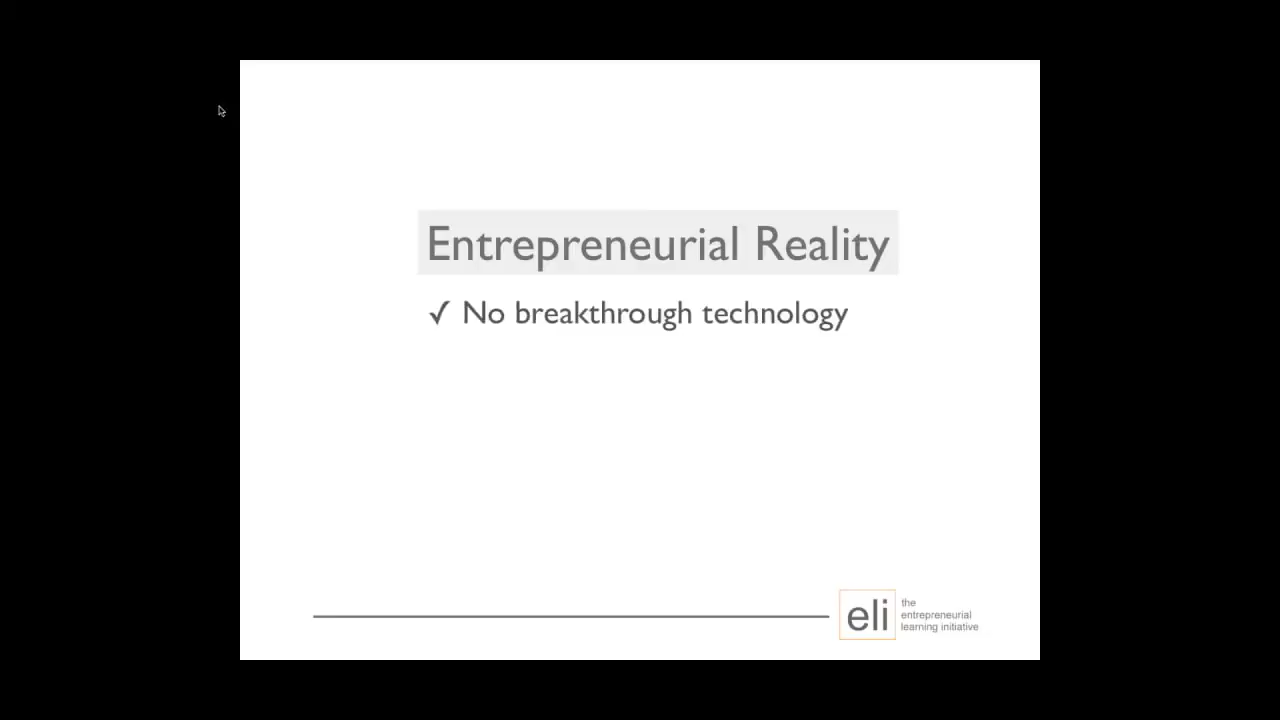 Entrepreneurial Reality
✓ No breakthrough technology
eli
the
entrepreneurial
learning initiative